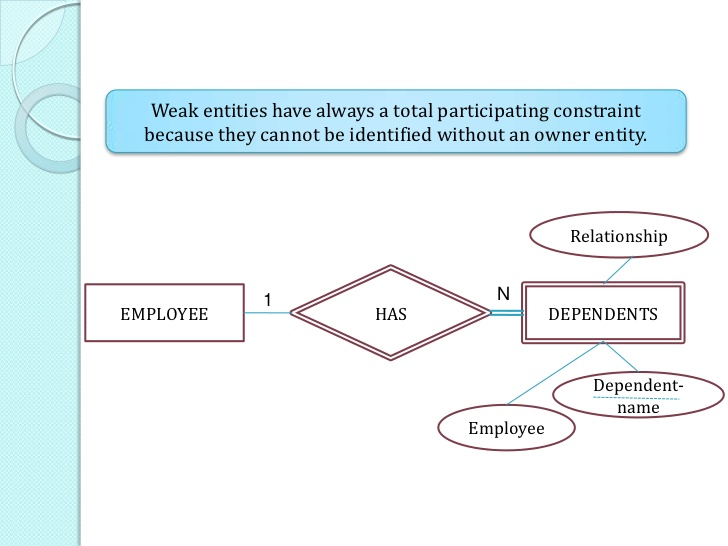 Weak entities have always a total participating constraint
because they cannot be identified without an owner entity.
Relationship
EMPLOYEE
1
HAS
N
DEPENDENTS
Dependent-
name
Employee